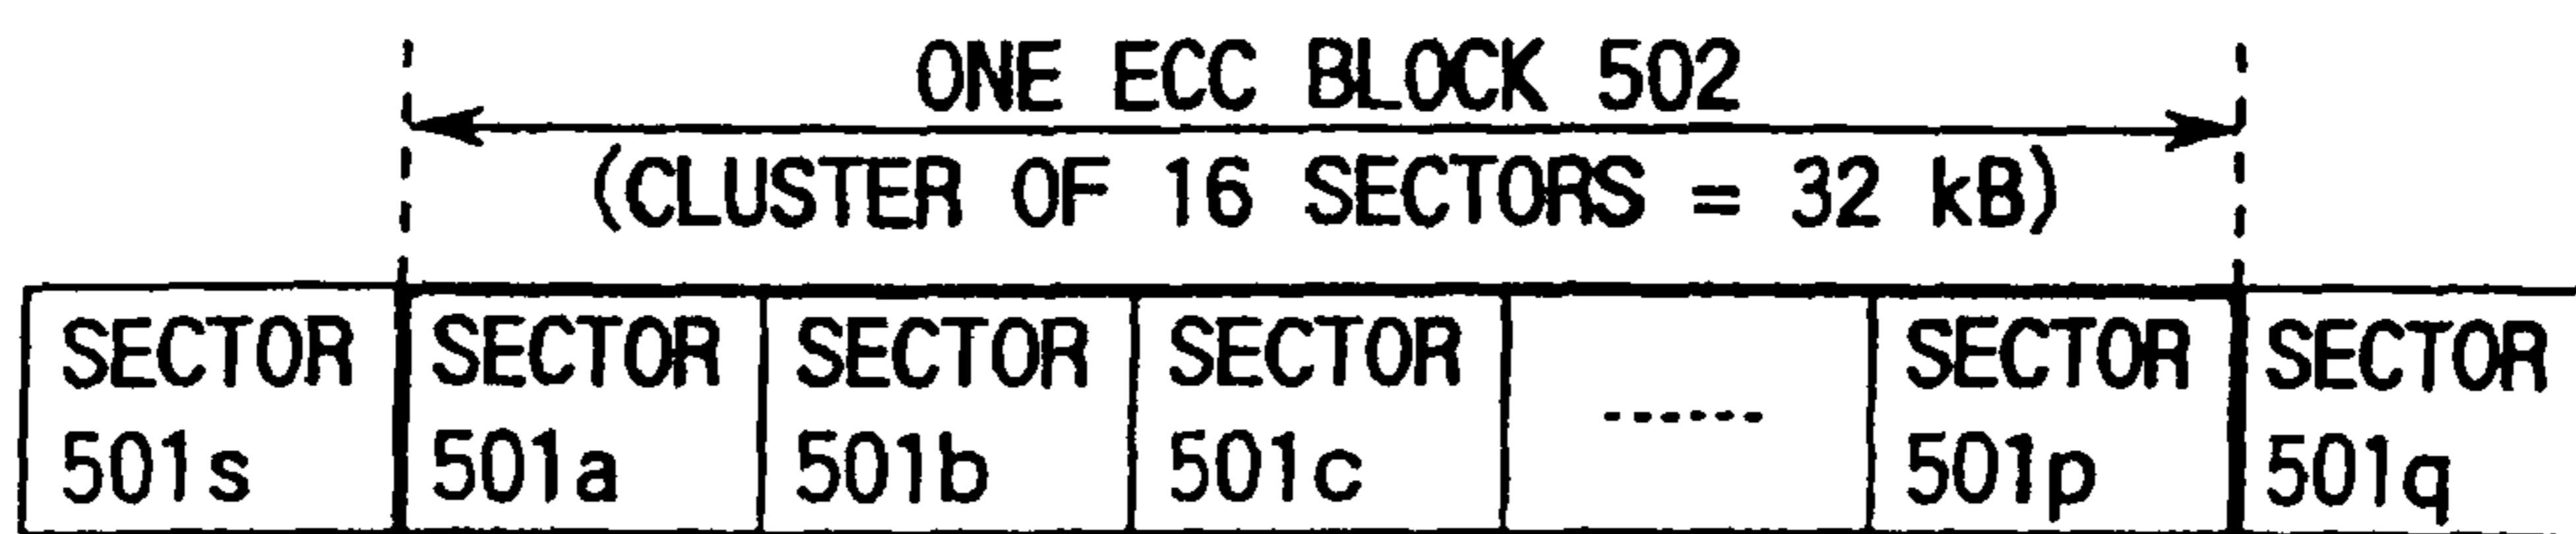 ONE ECC BLOCK 502
(CLUSTER OF 16 SECTORS = 32 kB)
SECTOR SECTOR SECTOR SECTOR ...... SECTOR SECTOR
501s 501a 501b 501c 501p 501q